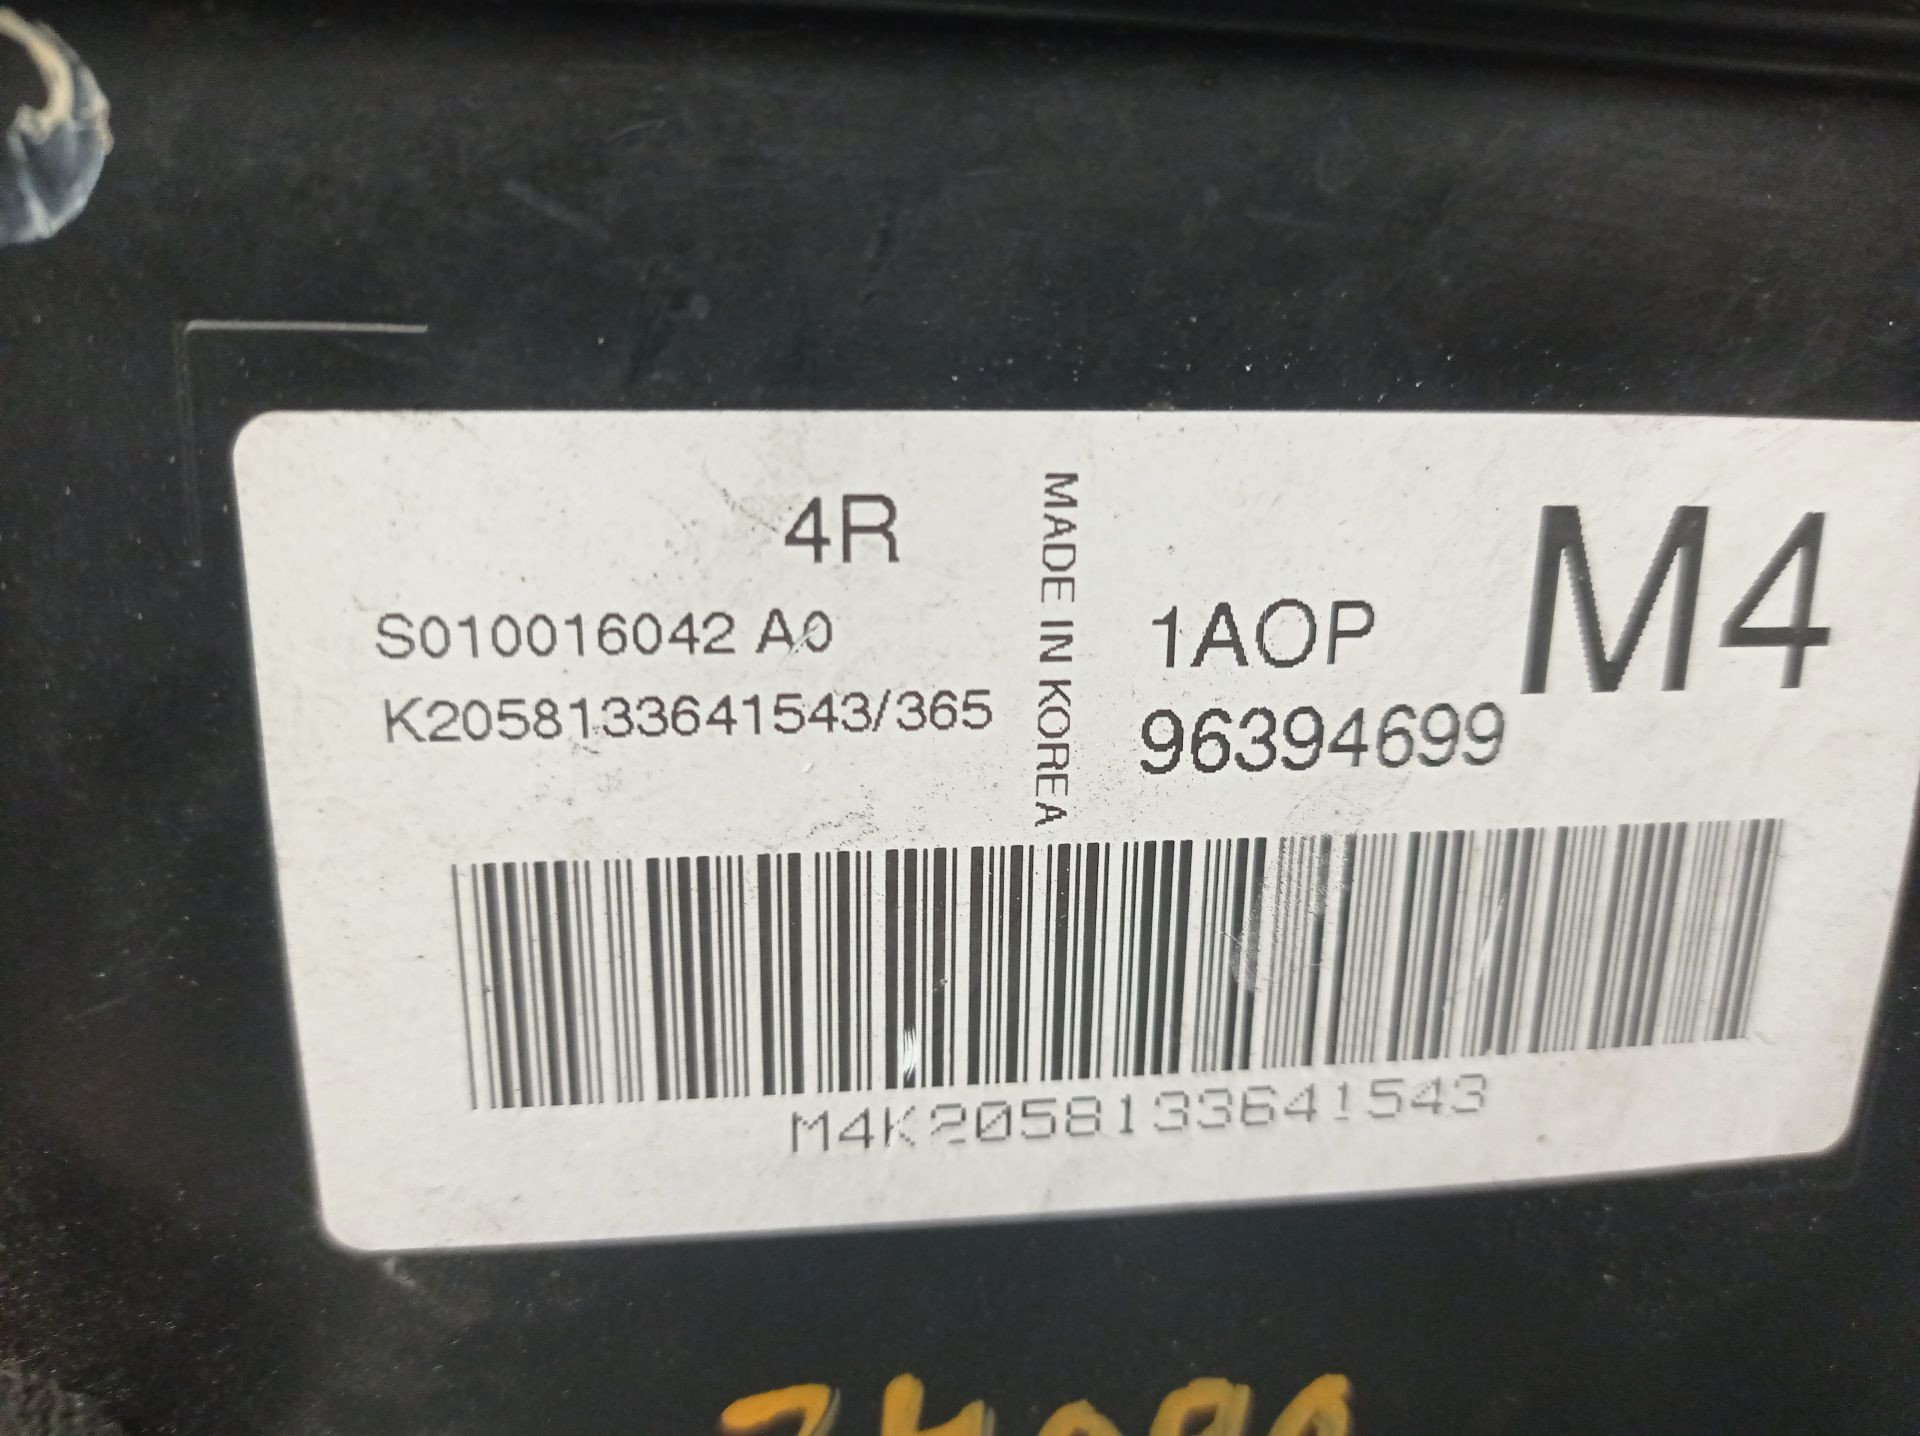 4R
S010016042 A0
K2058133641543/365
MADE IN KOREA
1AOP
M4
96394699
M4K2058133641543